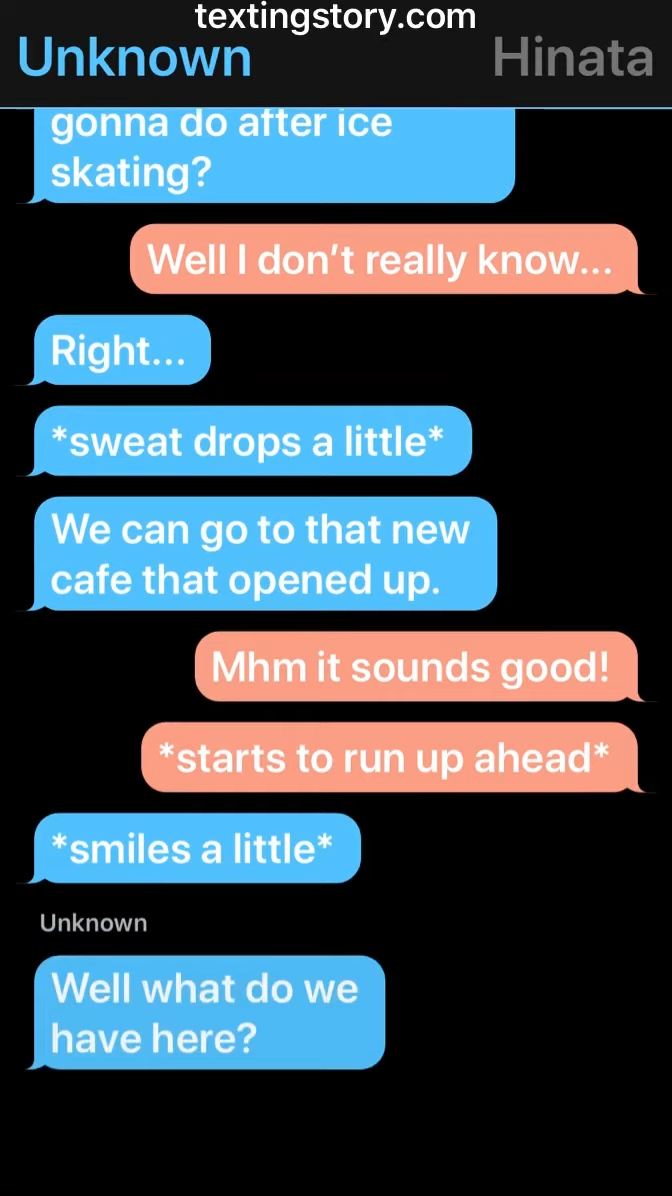 textingstory.com
Unknown
Hinata
gonna do after ice
skating?
Well I don’t really know...
Right...
*sweat drops a little*
We can go to that new
cafe that opened up.
Mhm it sounds good!
*starts to run up ahead*
*smiles a little*
Unknown
Well what do we
have here?